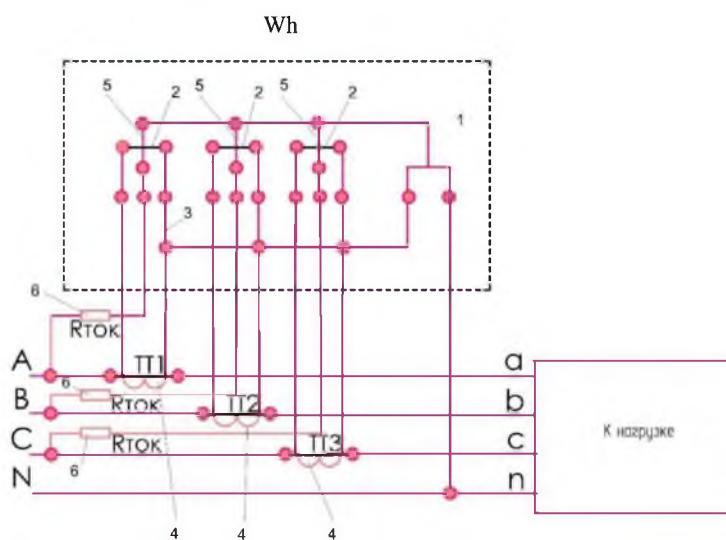 Wh
5 2 5 2 5 2
1
3
6
Rток
A ТТ1 a
6
B Rток ТТ2 b
C Rток ТТ3 c
К нагрузке
6
N n
4 4 4